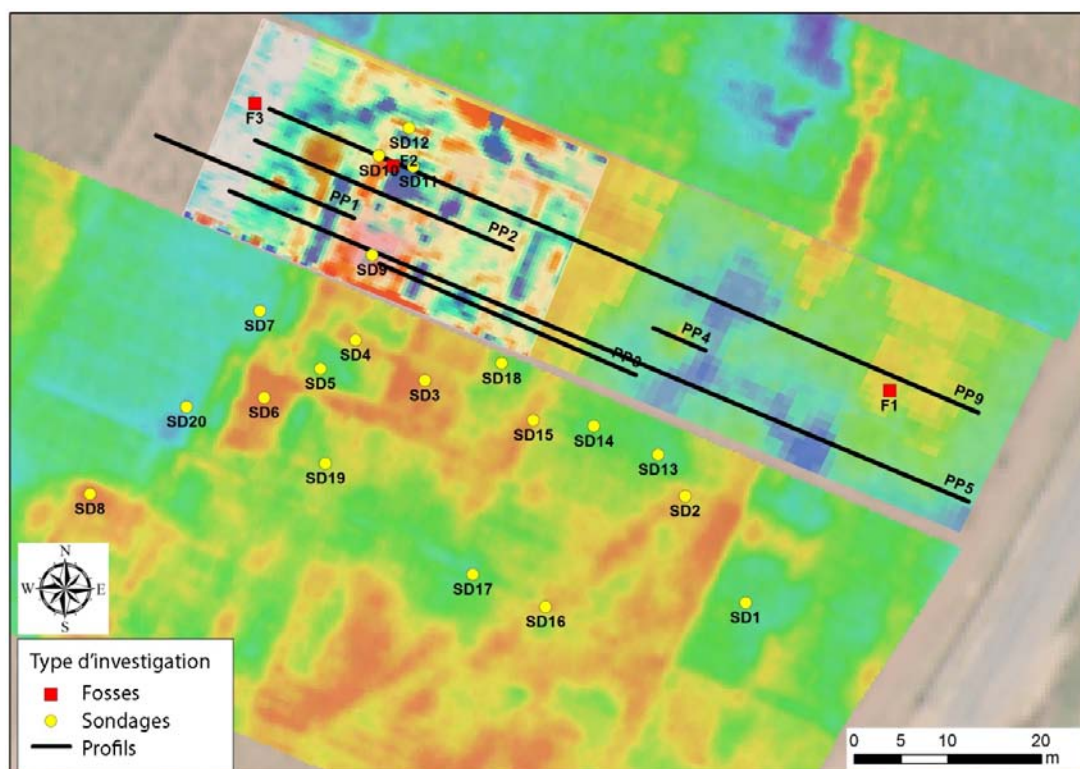 F3
SD12
F2
SD10
SD11
PP1
PP2
SD9
SD7
PP4
SD4
PP3
SD5
SD18
SD3
PP9
F1
SD6
SD20
SD15
SD14
SD13
SD19
PP5
SD8
SD2
N
W E
S
SD17
SD16
SD1
Type d'investigation
Fosses
Sondages
Profils
0 5 10 20
m